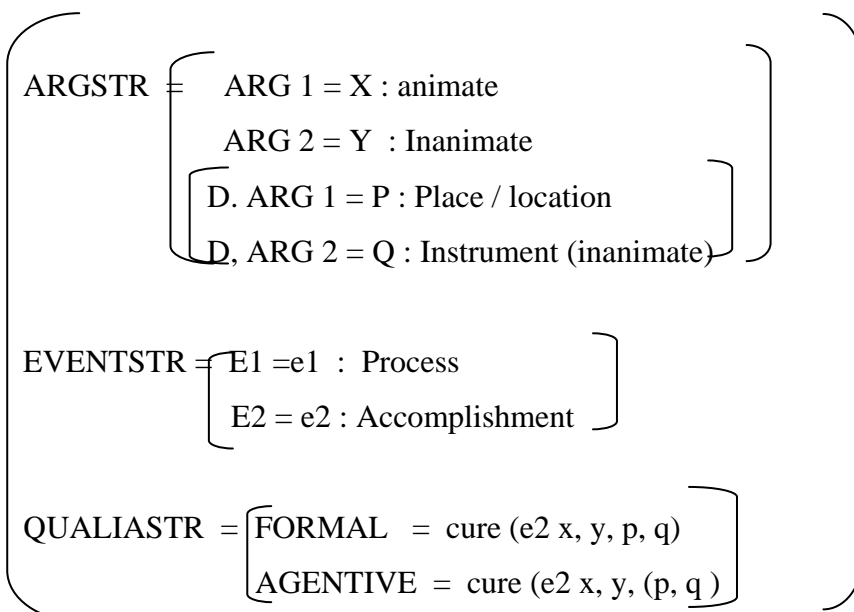 ARGSTR = ARG 1 = X : animate
ARG 2 = Y : Inanimate
D. ARG 1 = P : Place / location
D, ARG 2 = Q : Instrument (inanimate)
EVENTSTR = E1 =e1 : Process
E2 = e2 : Accomplishment
QUALIASTR = FORMAL = cure (e2 x, y, p, q)
AGENTIVE = cure (e2 x, y, (p, q )